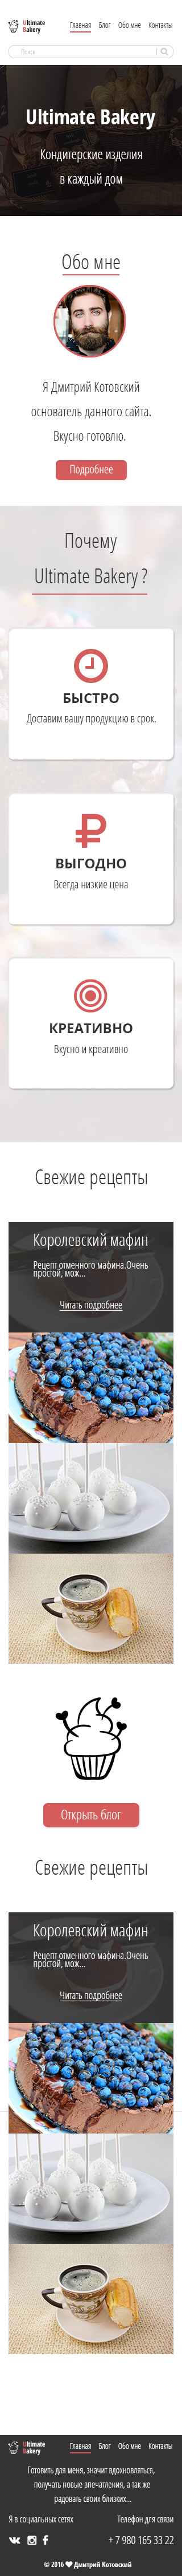 Ultimate
Bakery
Главная Блог Обо мне Контакты
Поиск
Ultimate Bakery
Кондитерские изделия
в каждый дом
Обо мне
Я Дмитрий Котовский
основатель данного сайта.
Вкусно готовлю.
Подробнее
Почему
Ultimate Bakery ?
БЫСТРО
Доставим вашу продукцию в срок.
ВЫГОДНО
Всегда низкие цена
КРЕАТИВНО
Вкусно и креативно
Свежие рецепты
Королевский мафин
Рецепт отменного мафина.Очень
простой, мож...
Читать подробнее
Открыть блог
Свежие рецепты
Королевский мафин
Рецепт отменного мафина.Очень
простой, мож...
Читать подробнее
Ultimate
Bakery
Главная Блог Обо мне Контакты
Готовить для меня, значит вдохновляться,
получать новые впечатления, а так же
радовать своих близких...
Я в социальных сетях Телефон для связи
+ 7 980 165 33 22
© 2016 Дмитрий Котовский